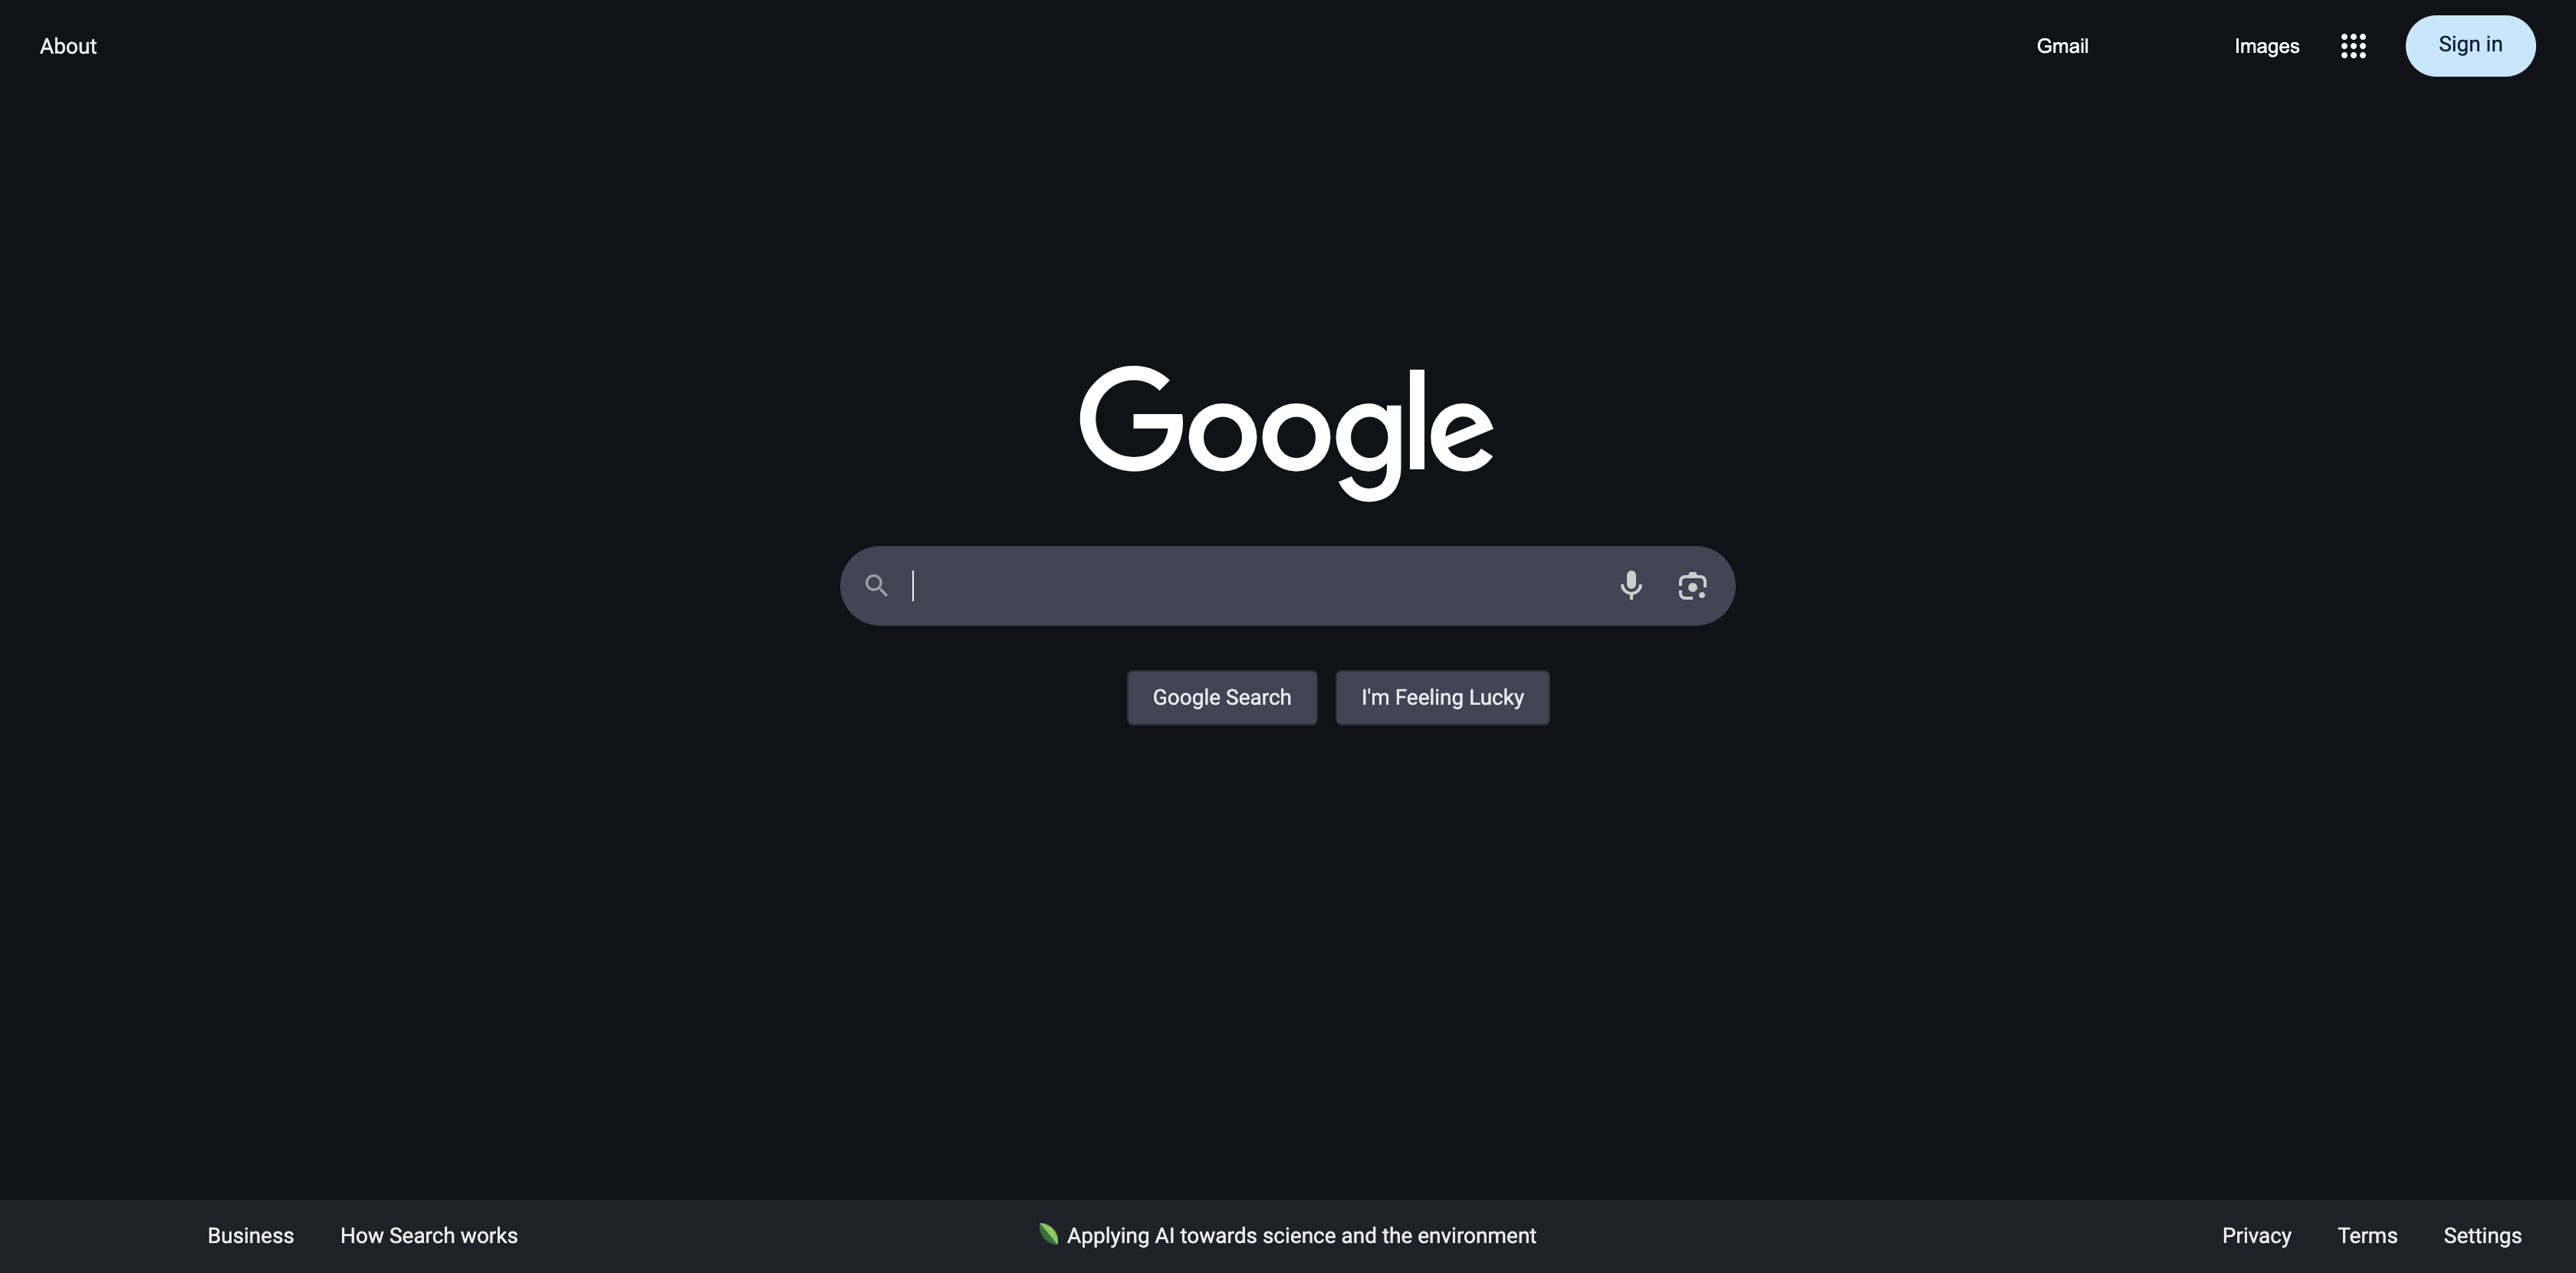 About Gmail Images Sign in
Google
Google Search I'm Feeling Lucky
Business How Search works Applying AI towards science and the environment Privacy Terms Settings